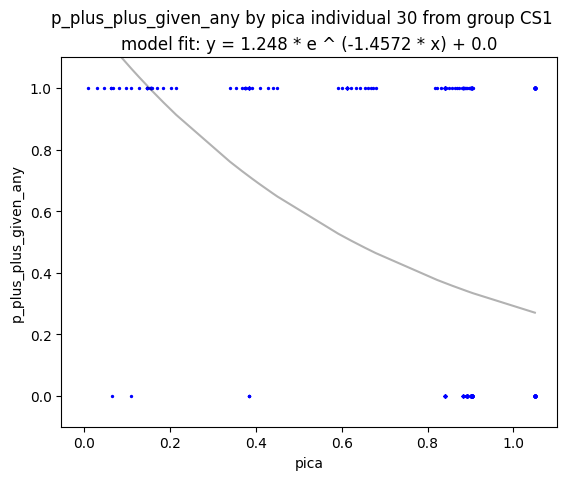 p_plus_plus_given_any by pica individual 30 from group CS1
model fit: y = 1.248 * e ^ (-1.4572 * x) + 0.0
1.0
0.8
0.6
0.4
0.2
0.0
p_plus_plus_given_any
0.0 0.2 0.4 0.6 0.8 1.0
pica